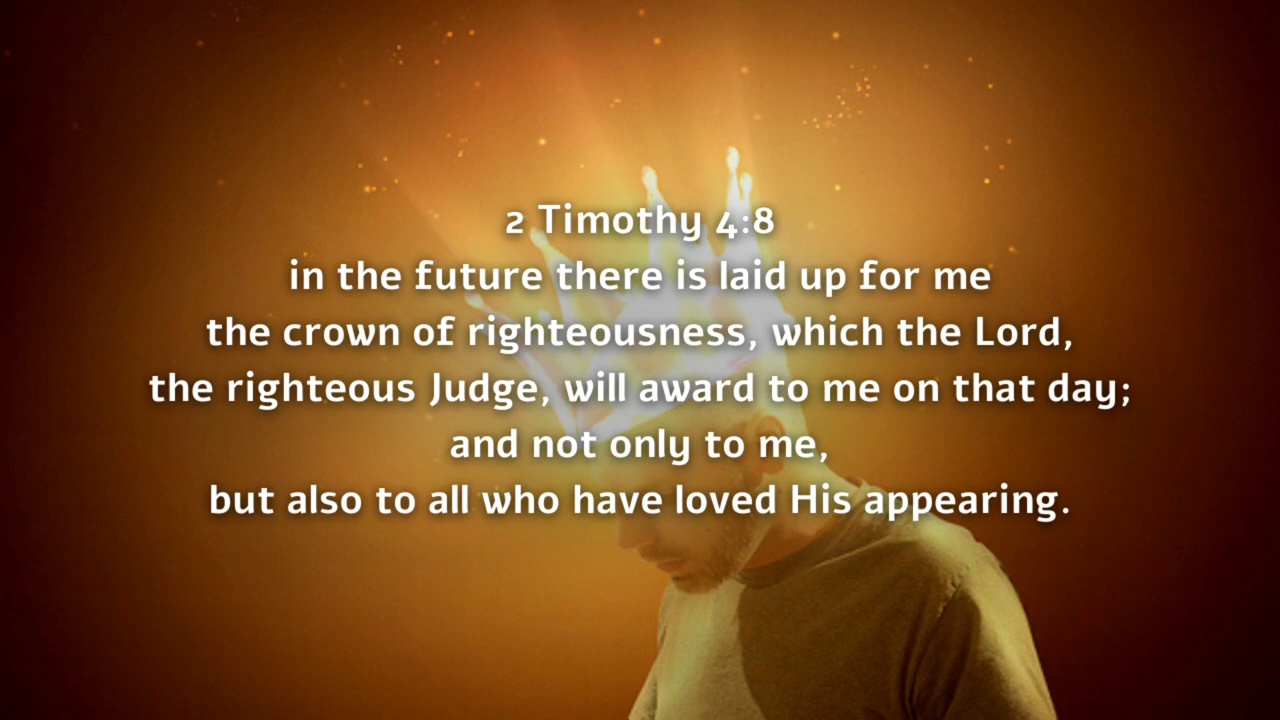 2 Timothy 4:8
in the future there is laid up for me
the crown of righteousness, which the Lord,
the righteous Judge, will award to me on that day;
and not only to me,
but also to all who have loved His appearing.